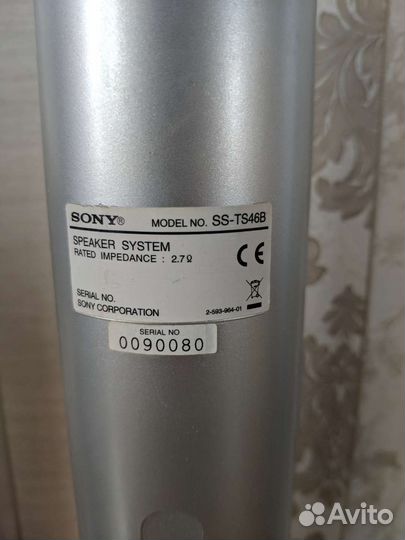 SONY® MODEL NO. SS-TS46B
SPEAKER SYSTEM
RATED IMPEDANCE : 2.7Ω
SERIAL NO.
SONY CORPORATION 2-593-964-01
SERIAL NO
0090080
Avito